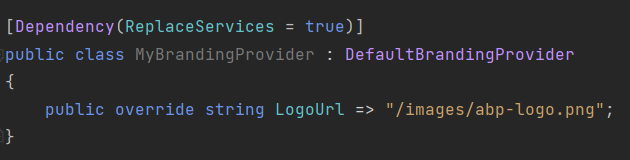 [Dependency(ReplaceServices = true)]
public class MyBrandingProvider : DefaultBrandingProvider
{
    public override string LogoUrl => "/images/abp-logo.png";
}